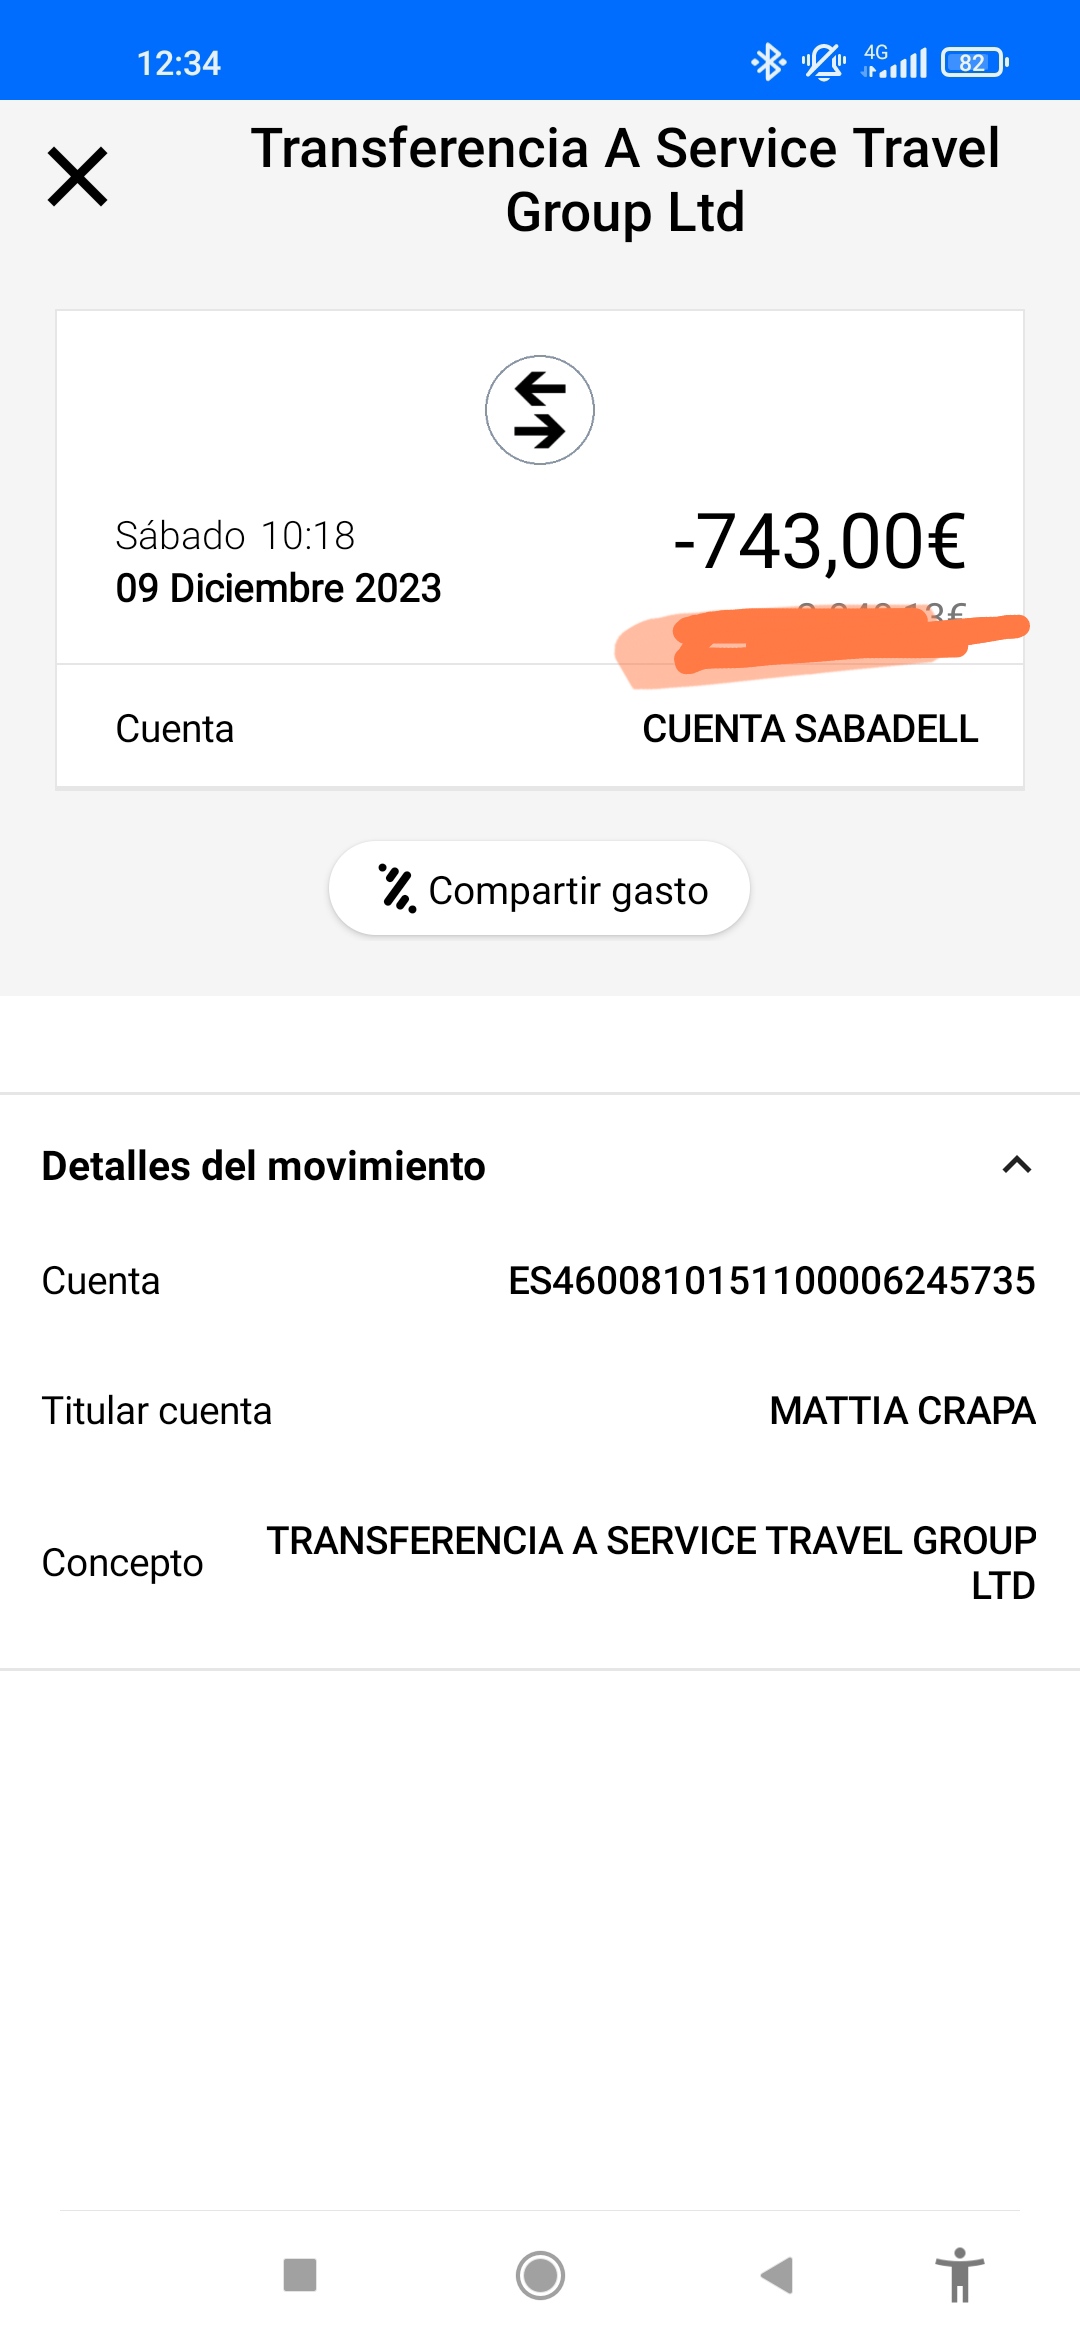 12:34
4G
82
Transferencia A Service Travel
Group Ltd
Sábado 10:18
-743,00€
09 Diciembre 2023
Cuenta
CUENTA SABADELL
Compartir gasto
Detalles del movimiento
Cuenta
ES4600810151100006245735
Titular cuenta
MATTIA CRAPA
Concepto
TRANSFERENCIA A SERVICE TRAVEL GROUP
LTD